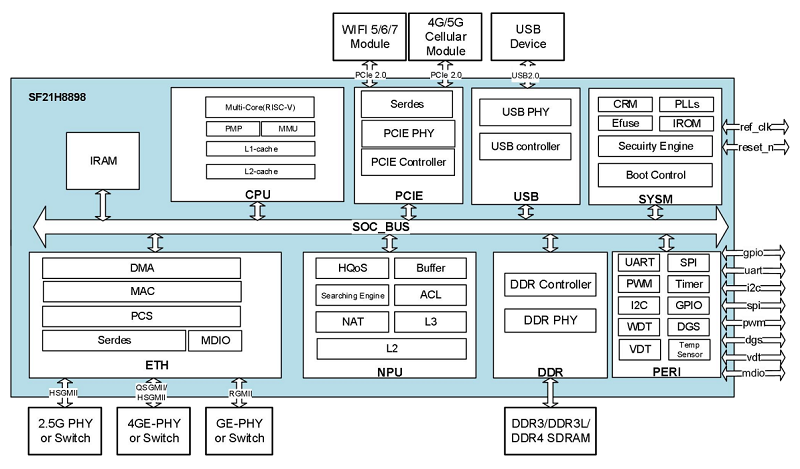 WIFI 5/6/7
Module
4G/5G
Cellular
Module
USB
Device
PCIe 2.0
PCIe 2.0
USB2.0
SF21H8898
IRAM
Multi-Core(RISC-V)
PMP
MMU
L1-cache
L2-cache
CPU
Serdes
PCIE PHY
PCIE Controller
PCIE
USB PHY
USB controller
USB
CRM
PLLs
Efuse
IROM
Secuirty Engine
Boot Control
SYSM
ref_clk
reset_n
SOC_BUS
DMA
MAC
PCS
Serdes
MDIO
ETH
HQoS
Buffer
Searching Engine
ACL
NAT
L3
L2
NPU
DDR Controller
DDR PHY
DDR
UART
SPI
PWM
Timer
I2C
GPIO
WDT
DGS
VDT
Temp
Sensor
PERI
gpio
uart
i2c
spi
pwm
dgs
vdt
mdio
HSGMII
QSGMII/
HSGMII
RGMII
2.5G PHY
or Switch
4GE-PHY
or Switch
GE-PHY
or Switch
DDR3/DDR3L/
DDR4 SDRAM